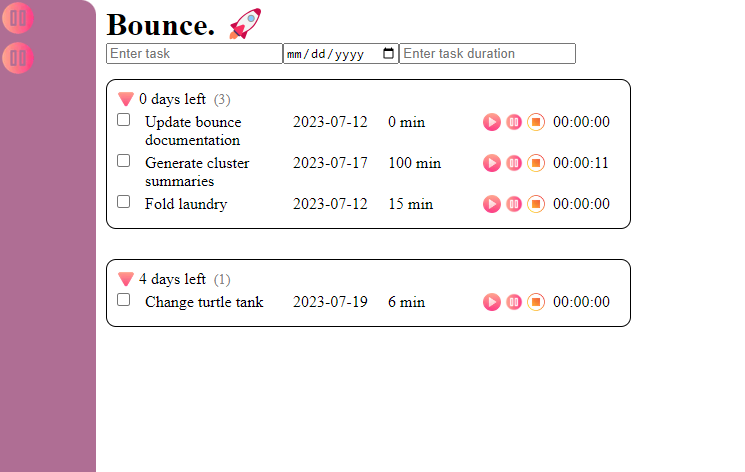 Bounce.
Enter task mm/dd/yyyy Enter task duration
0 days left (3)
Update bounce documentation 2023-07-12 0 min 00:00:00
Generate cluster summaries 2023-07-17 100 min 00:00:11
Fold laundry 2023-07-12 15 min 00:00:00
4 days left (1)
Change turtle tank 2023-07-19 6 min 00:00:00